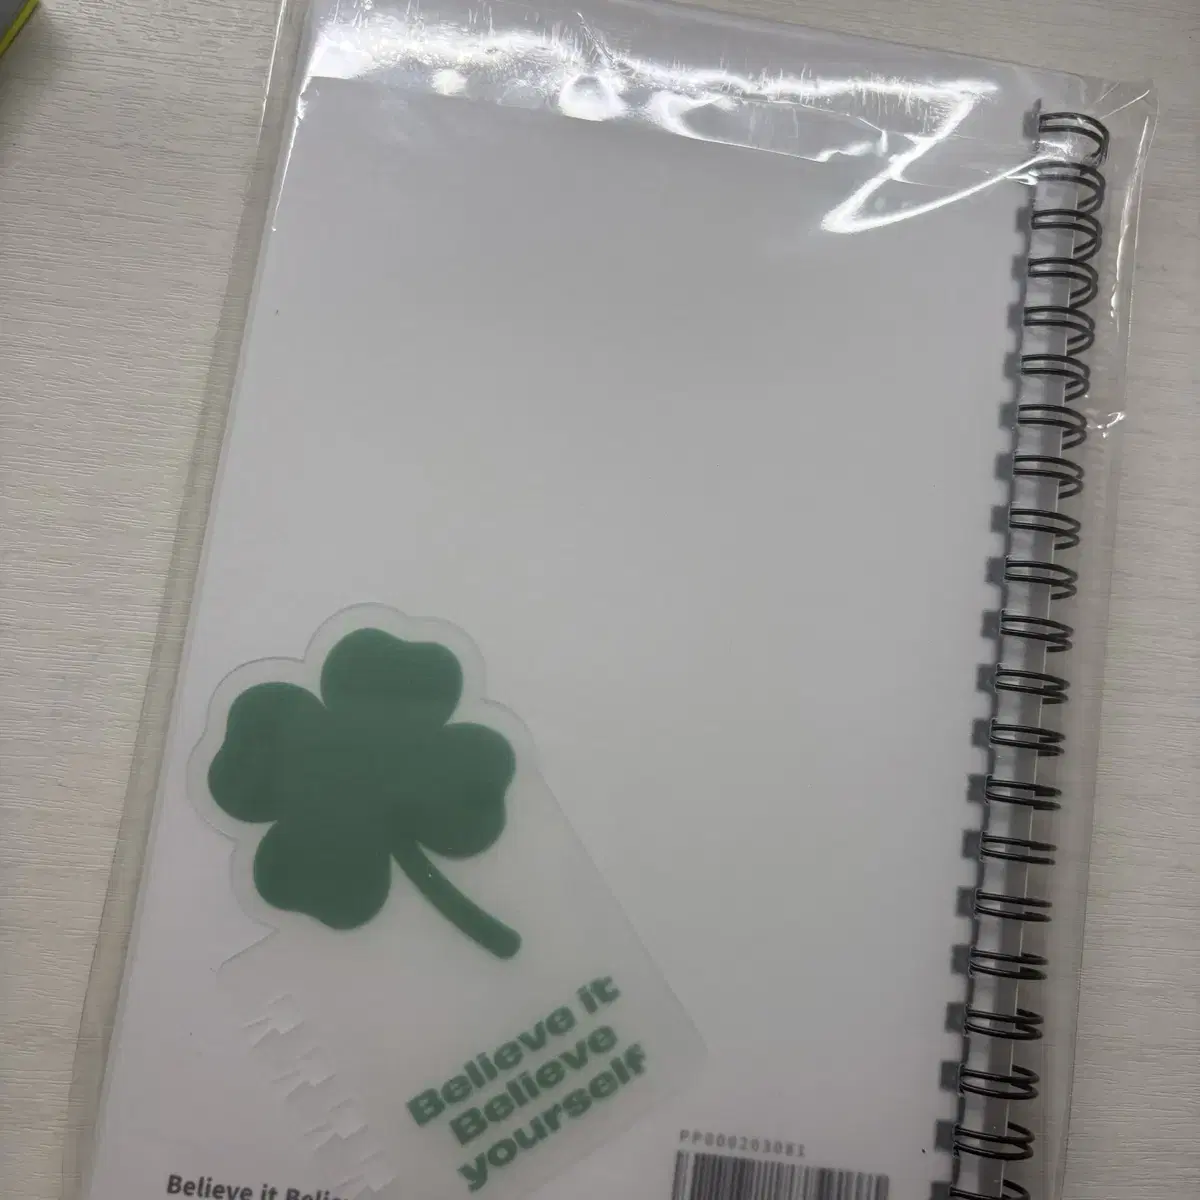 Believe it
Believe
yourself
PP000203081
Believe it Belie